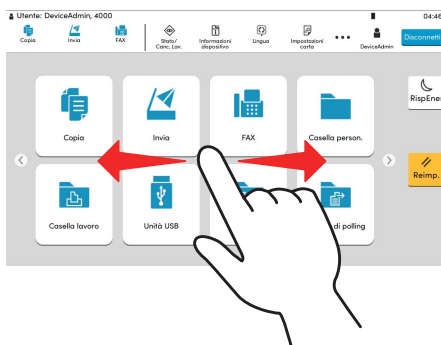 Utente: DeviceAdmin, 4000
04:46
Copia
Invia
FAX
Stato/
Canc. Lav.
Informazioni
dispositivo
Lingua
Impostazioni
carta
DeviceAdmin
Disconnetti
Copia
Invia
FAX
Casella person.
RispEner
Casella lavoro
Unità USB
di polling
Reimp.